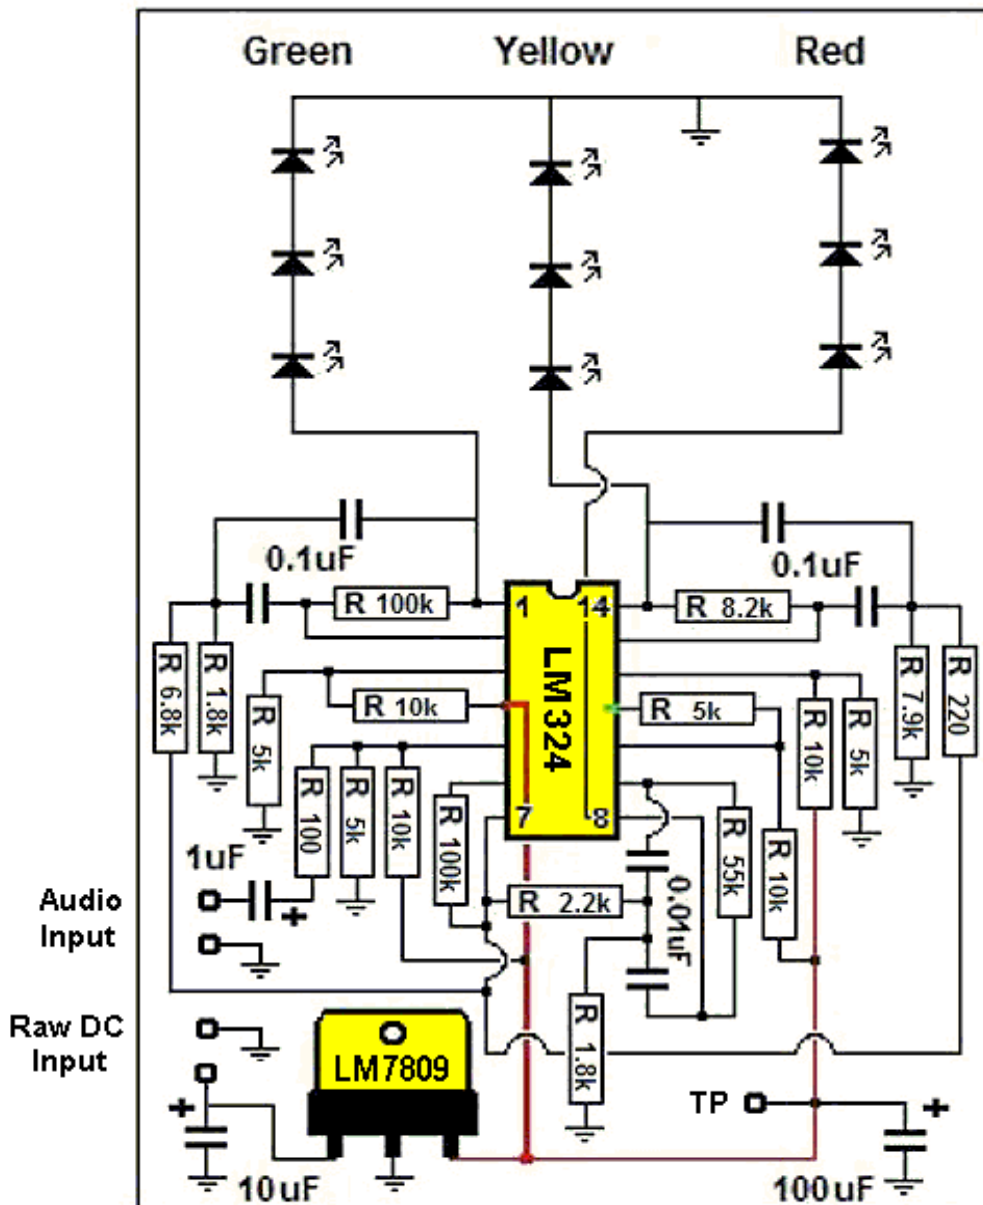 Green Yellow Red
0.1uF
0.1uF
R 100k
1 14
R 8.2k
R 6.8k
R 1.8k
R 5k
R 10k
LM324
R 5k
R 10k
R 5k
R 7.9k
R 220
R 100
R 5k
R 10k
R 100k
7 8
R 55k
R 10k
1uF
Audio
Input
R 2.2k
0.01uF
Raw DC
Input
LM7809
R 1.8k
TP
+
+
+
10uF
100uF